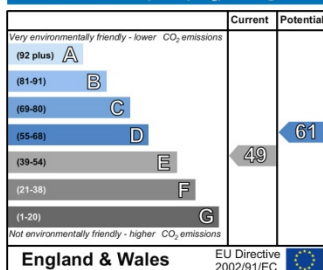 Current Potential
Very environmentally friendly - lower CO₂ emissions
(92 plus) A
(81-91) B
(69-80) C
(55-68) D
61
(39-54) E
49
(21-38) F
(1-20) G
Not environmentally friendly - higher CO₂ emissions
England & Wales
EU Directive
2002/91/EC